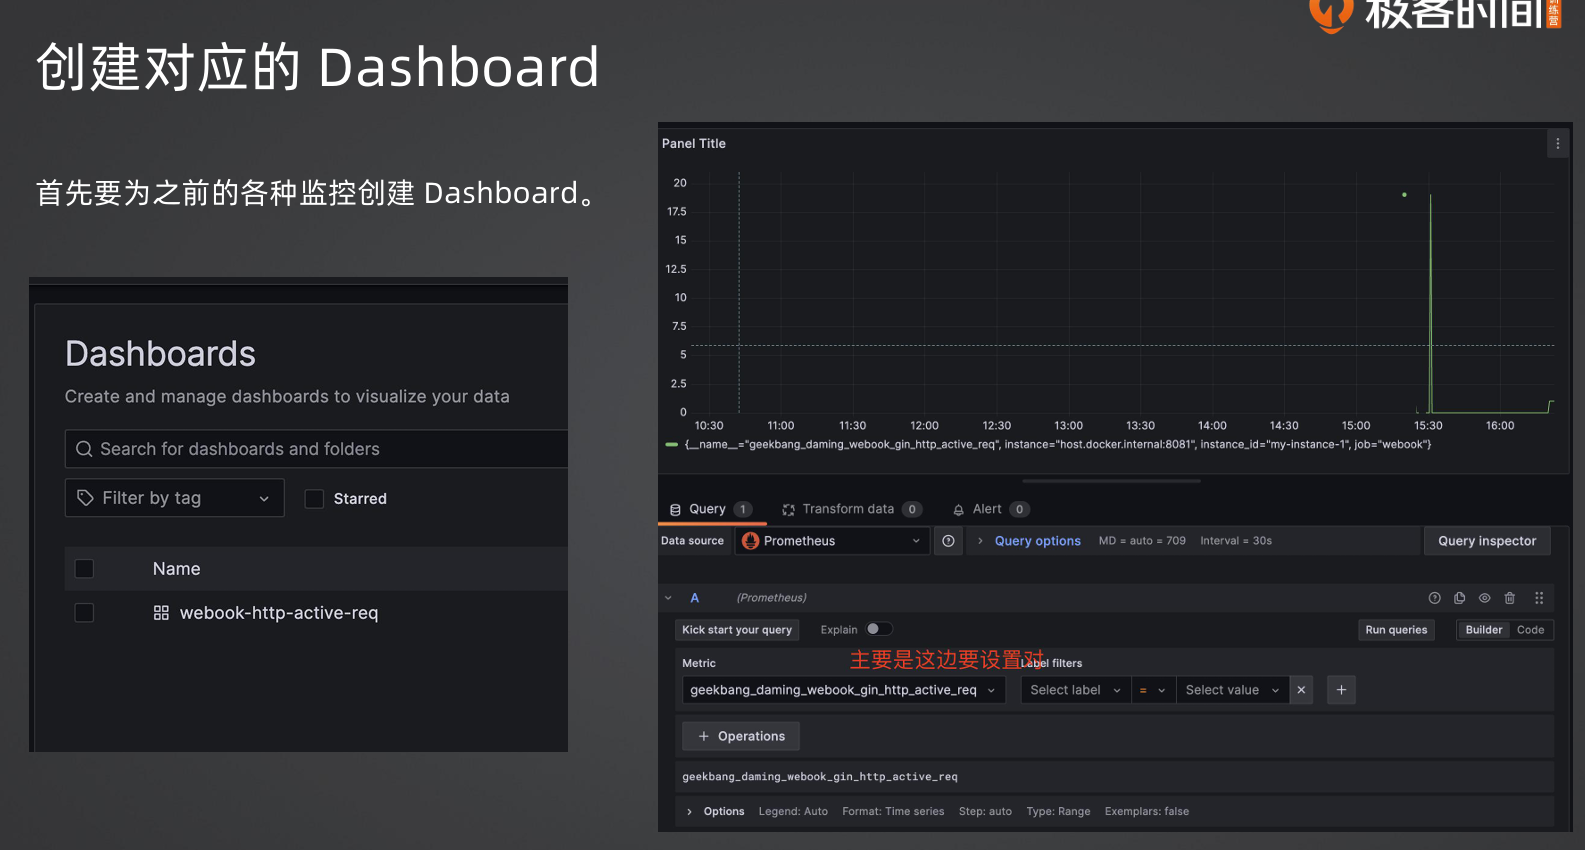 极客时间
训练营
创建对应的 Dashboard
首先要为之前的各种监控创建 Dashboard。
Dashboards
Create and manage dashboards to visualize your data
Search for dashboards and folders
Filter by tag
Starred
Name
webook-http-active-req
Panel Title
20
17.5
15
12.5
10
7.5
5
2.5
0
10:30 11:00 11:30 12:00 12:30 13:00 13:30 14:00 14:30 15:00 15:30 16:00
{__name__="geekbang_daming_webook_gin_http_active_req", instance="host.docker.internal:8081", instance_id="my-instance-1", job="webook"}
Query 1 Transform data 0 Alert 0
Data source Prometheus Query options MD = auto = 709 Interval = 30s Query inspector
A (Prometheus)
Kick start your query Explain Run queries Builder Code
主要是这边要设置对
Metric Label filters
geekbang_daming_webook_gin_http_active_req Select label = Select value × +
+ Operations
geekbang_daming_webook_gin_http_active_req
Options Legend: Auto Format: Time series Step: auto Type: Range Exemplars: false